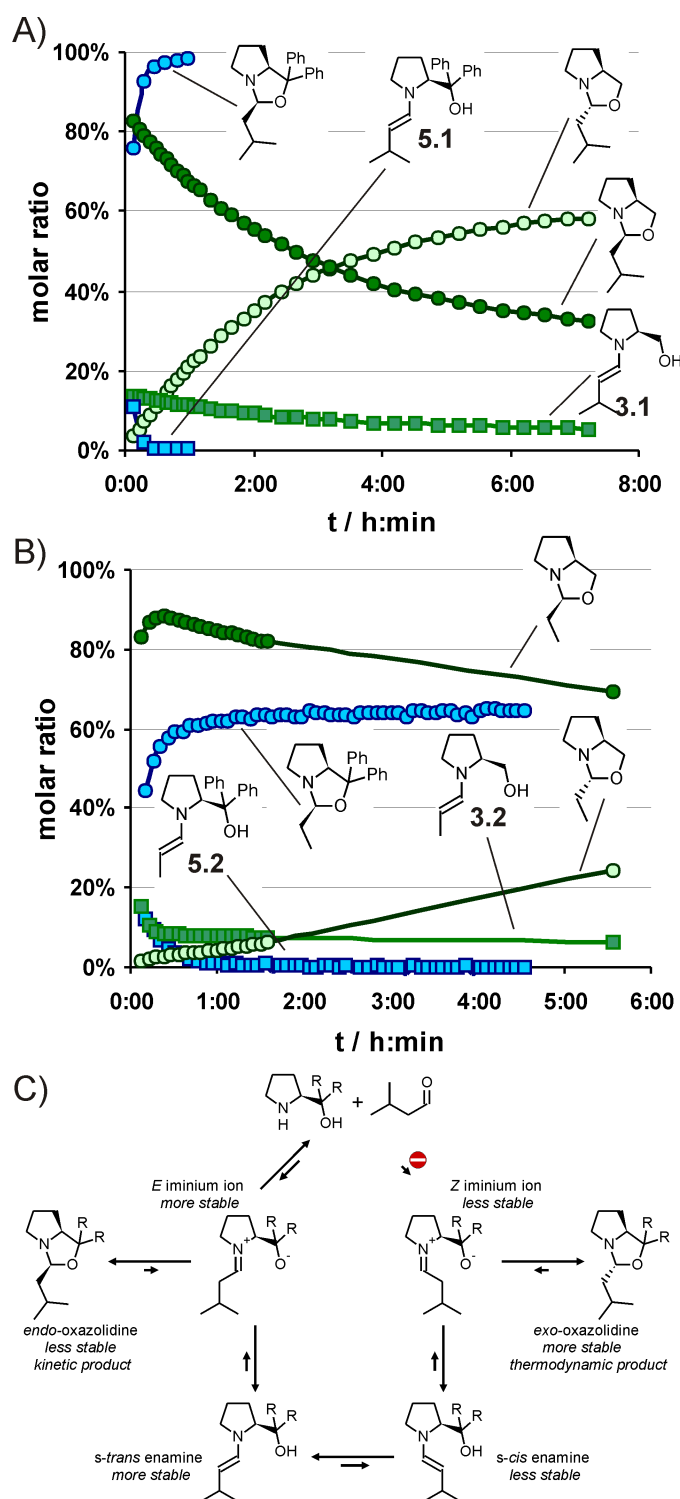 A)
100%
80%
60%
40%
20%
0%
molar ratio
0:00 2:00 4:00 6:00 8:00
t / h:min
Ph
Ph
N
O
Ph
Ph
N
OH
5.1
N
O
N
O
N
OH
3.1
B)
100%
80%
60%
40%
20%
0%
molar ratio
0:00 1:00 2:00 3:00 4:00 5:00 6:00
t / h:min
N
O
Ph
Ph
N
OH
5.2
Ph
Ph
N
O
N
OH
3.2
N
O
C)
R
R
N
H
OH
+
O
E iminium ion
more stable
Z iminium ion
less stable
R
R
N
O
R
R
N+
O-
R
R
N+
O-
R
R
N
O
endo-oxazolidine
less stable
kinetic product
exo-oxazolidine
more stable
thermodynamic product
R
R
N
OH
R
R
N
OH
s-trans enamine
more stable
s-cis enamine
less stable